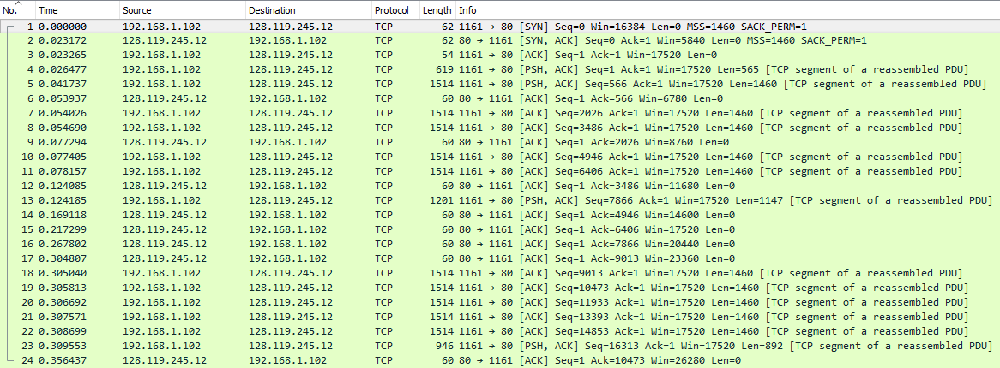 No. Time Source Destination Protocol Length Info
1 0.000000 192.168.1.102 128.119.245.12 TCP 62 1161 → 80 [SYN] Seq=0 Win=16384 Len=0 MSS=1460 SACK_PERM=1
2 0.023172 128.119.245.12 192.168.1.102 TCP 62 80 → 1161 [SYN, ACK] Seq=0 Ack=1 Win=5840 Len=0 MSS=1460 SACK_PERM=1
3 0.023265 192.168.1.102 128.119.245.12 TCP 54 1161 → 80 [ACK] Seq=1 Ack=1 Win=17520 Len=0
4 0.026477 192.168.1.102 128.119.245.12 TCP 619 1161 → 80 [PSH, ACK] Seq=1 Ack=1 Win=17520 Len=565 [TCP segment of a reassembled PDU]
5 0.041737 192.168.1.102 128.119.245.12 TCP 1514 1161 → 80 [PSH, ACK] Seq=566 Ack=1 Win=17520 Len=1460 [TCP segment of a reassembled PDU]
6 0.053937 128.119.245.12 192.168.1.102 TCP 60 80 → 1161 [ACK] Seq=1 Ack=566 Win=6780 Len=0
7 0.054026 192.168.1.102 128.119.245.12 TCP 1514 1161 → 80 [ACK] Seq=2026 Ack=1 Win=17520 Len=1460 [TCP segment of a reassembled PDU]
8 0.054690 192.168.1.102 128.119.245.12 TCP 1514 1161 → 80 [ACK] Seq=3486 Ack=1 Win=17520 Len=1460 [TCP segment of a reassembled PDU]
9 0.077294 128.119.245.12 192.168.1.102 TCP 60 80 → 1161 [ACK] Seq=1 Ack=2026 Win=8760 Len=0
10 0.077405 192.168.1.102 128.119.245.12 TCP 1514 1161 → 80 [ACK] Seq=4946 Ack=1 Win=17520 Len=1460 [TCP segment of a reassembled PDU]
11 0.078157 192.168.1.102 128.119.245.12 TCP 1514 1161 → 80 [ACK] Seq=6406 Ack=1 Win=17520 Len=1460 [TCP segment of a reassembled PDU]
12 0.124085 128.119.245.12 192.168.1.102 TCP 60 80 → 1161 [ACK] Seq=1 Ack=3486 Win=11680 Len=0
13 0.124185 192.168.1.102 128.119.245.12 TCP 1201 1161 → 80 [PSH, ACK] Seq=7866 Ack=1 Win=17520 Len=1147 [TCP segment of a reassembled PDU]
14 0.169118 128.119.245.12 192.168.1.102 TCP 60 80 → 1161 [ACK] Seq=1 Ack=4946 Win=14600 Len=0
15 0.217299 128.119.245.12 192.168.1.102 TCP 60 80 → 1161 [ACK] Seq=1 Ack=6406 Win=17520 Len=0
16 0.267802 128.119.245.12 192.168.1.102 TCP 60 80 → 1161 [ACK] Seq=1 Ack=7866 Win=20440 Len=0
17 0.304807 128.119.245.12 192.168.1.102 TCP 60 80 → 1161 [ACK] Seq=1 Ack=9013 Win=23360 Len=0
18 0.305040 192.168.1.102 128.119.245.12 TCP 1514 1161 → 80 [ACK] Seq=9013 Ack=1 Win=17520 Len=1460 [TCP segment of a reassembled PDU]
19 0.305813 192.168.1.102 128.119.245.12 TCP 1514 1161 → 80 [ACK] Seq=10473 Ack=1 Win=17520 Len=1460 [TCP segment of a reassembled PDU]
20 0.306692 192.168.1.102 128.119.245.12 TCP 1514 1161 → 80 [ACK] Seq=11933 Ack=1 Win=17520 Len=1460 [TCP segment of a reassembled PDU]
21 0.307571 192.168.1.102 128.119.245.12 TCP 1514 1161 → 80 [ACK] Seq=13393 Ack=1 Win=17520 Len=1460 [TCP segment of a reassembled PDU]
22 0.308699 192.168.1.102 128.119.245.12 TCP 1514 1161 → 80 [ACK] Seq=14853 Ack=1 Win=17520 Len=1460 [TCP segment of a reassembled PDU]
23 0.309553 192.168.1.102 128.119.245.12 TCP 946 1161 → 80 [PSH, ACK] Seq=16313 Ack=1 Win=17520 Len=892 [TCP segment of a reassembled PDU]
24 0.356437 128.119.245.12 192.168.1.102 TCP 60 80 → 1161 [ACK] Seq=1 Ack=10473 Win=26280 Len=0